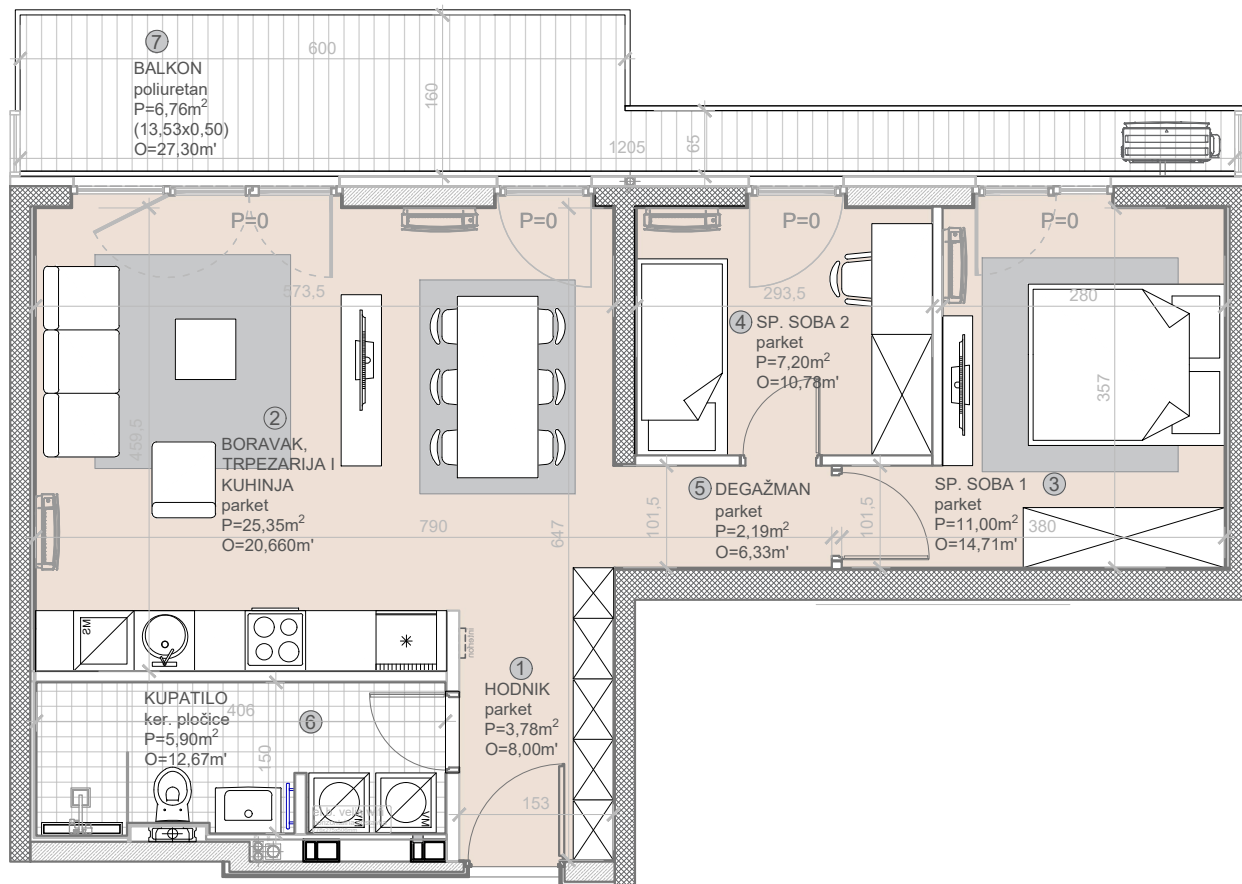 7
BALKON
poliuretan
P=6,76m²
(13,53x0,50)
O=27,30m'
600
160
1205
65
P=0
P=0
P=0
P=0
573,5
293,5
280
4
SP. SOBA 2
parket
P=7,20m²
O=10,78m'
357
459,5
2
BORAVAK,
TRPEZARIJA I
KUHINJA
parket
P=25,35m²
O=20,660m'
790
647
5
DEGAŽMAN
parket
P=2,19m²
O=6,33m'
101,5
101,5
SP. SOBA 1
3
parket
P=11,00m²
O=14,71m'
380
SM
1
HODNIK
parket
P=3,78m²
O=8,00m'
KUPATILO
ker. pločice
P=5,90m²
O=12,67m'
406
6
150
153
VM
VM